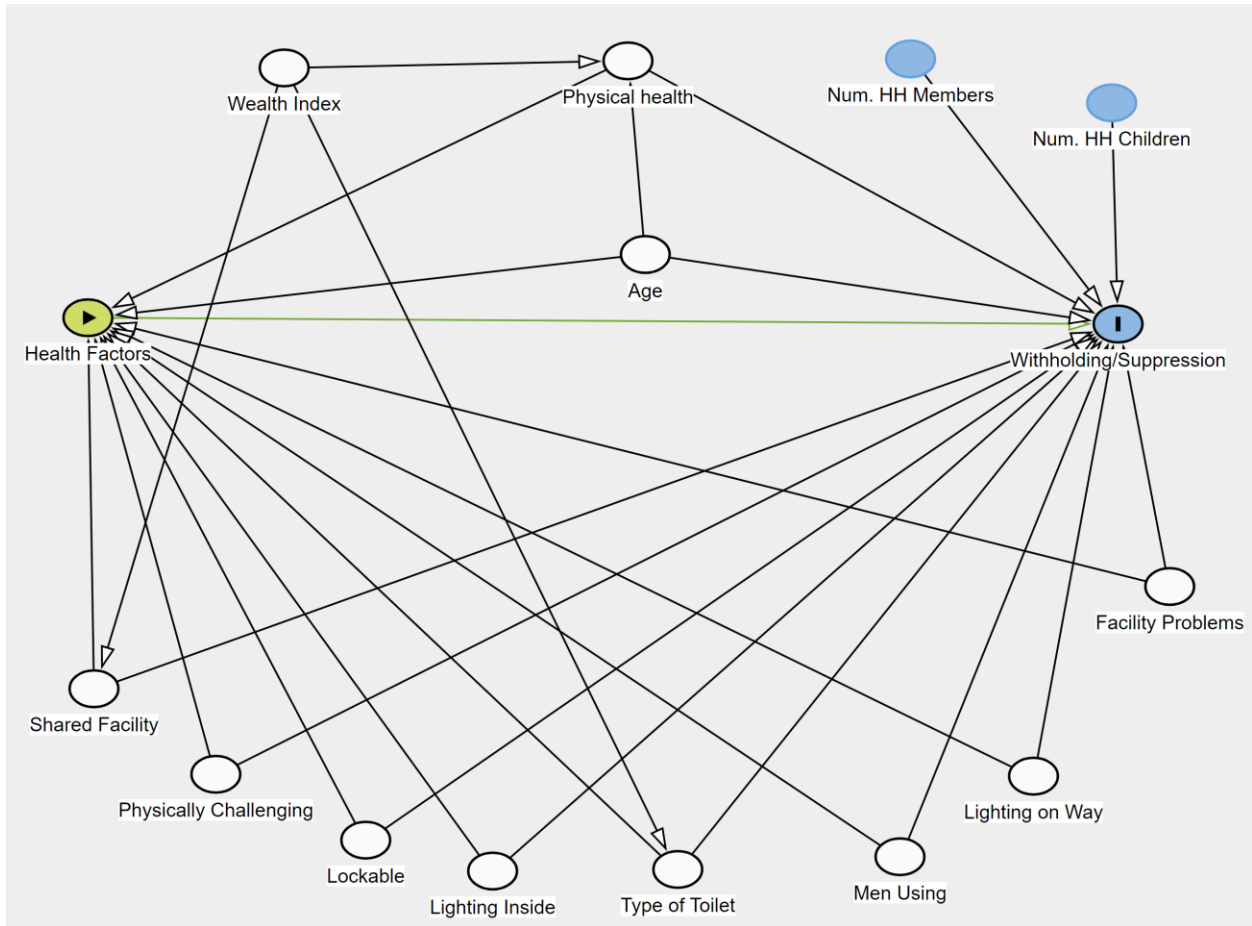 Wealth Index
Physical health
Num. HH Members
Num. HH Children
Age
Health Factors
Withholding/Suppression
Facility Problems
Shared Facility
Physically Challenging
Lighting on Way
Lockable
Lighting Inside
Type of Toilet
Men Using